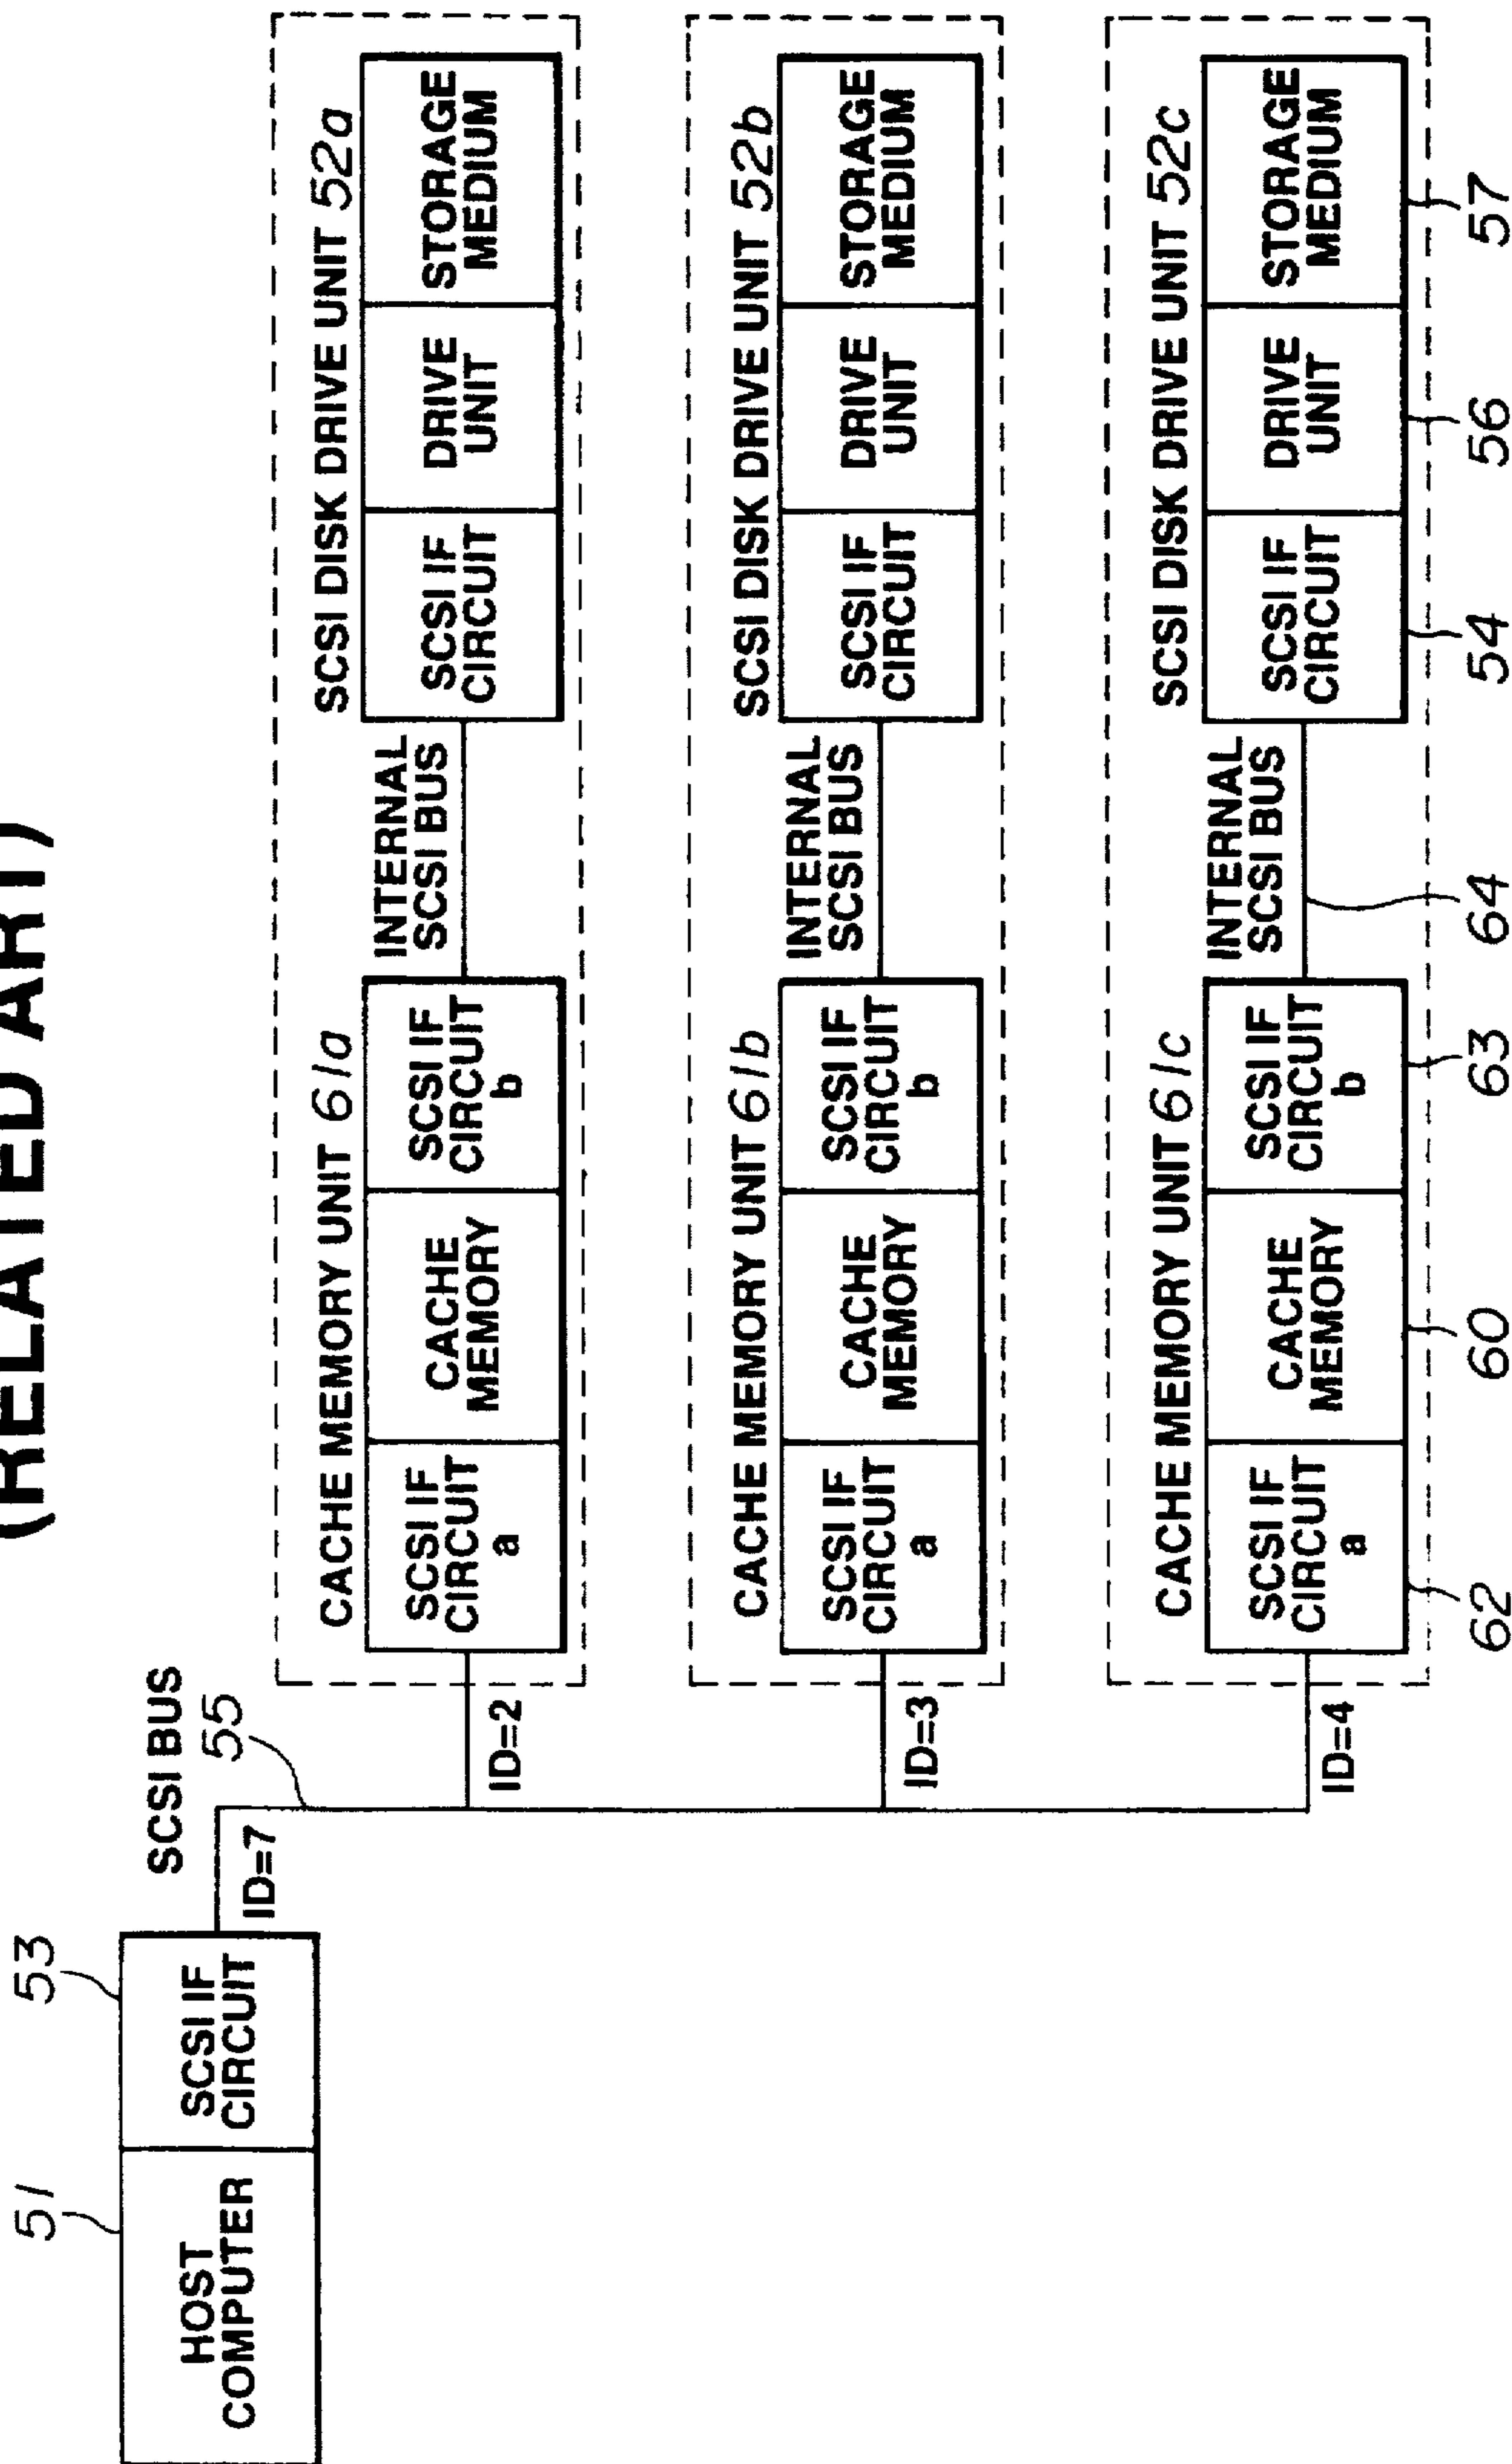 (RELATED ART)
51
53
HOST
COMPUTER
SCSI IF
CIRCUIT
SCSI BUS
55
ID=7
CACHE MEMORY UNIT 61a
SCSI DISK DRIVE UNIT 52a
ID=2
SCSI IF
CIRCUIT
a
CACHE
MEMORY
SCSI IF
CIRCUIT
b
INTERNAL
SCSI BUS
SCSI IF
CIRCUIT
DRIVE
UNIT
STORAGE
MEDIUM
CACHE MEMORY UNIT 61b
SCSI DISK DRIVE UNIT 52b
ID=3
SCSI IF
CIRCUIT
a
CACHE
MEMORY
SCSI IF
CIRCUIT
b
INTERNAL
SCSI BUS
SCSI IF
CIRCUIT
DRIVE
UNIT
STORAGE
MEDIUM
CACHE MEMORY UNIT 61c
SCSI DISK DRIVE UNIT 52c
ID=4
SCSI IF
CIRCUIT
a
CACHE
MEMORY
SCSI IF
CIRCUIT
b
INTERNAL
SCSI BUS
SCSI IF
CIRCUIT
DRIVE
UNIT
STORAGE
MEDIUM
62
60
63
64
54
56
57